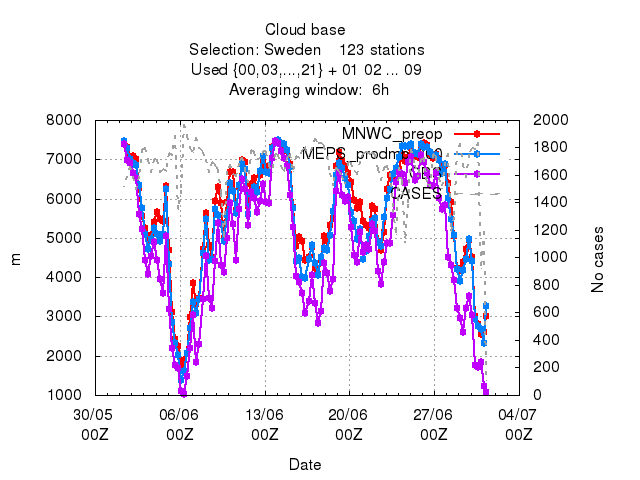 Cloud base
Selection: Sweden 123 stations
Used {00,03,...,21} + 01 02 ... 09
Averaging window: 6h
8000 7000 6000 5000 4000 3000 2000 1000
m
2000 1800 1600 1400 1200 1000 800 600 400 200 0
No cases
MNWC_preop
CASES
30/05 06/06 13/06 20/06 27/06 04/07
00Z 00Z 00Z 00Z 00Z 00Z
Date